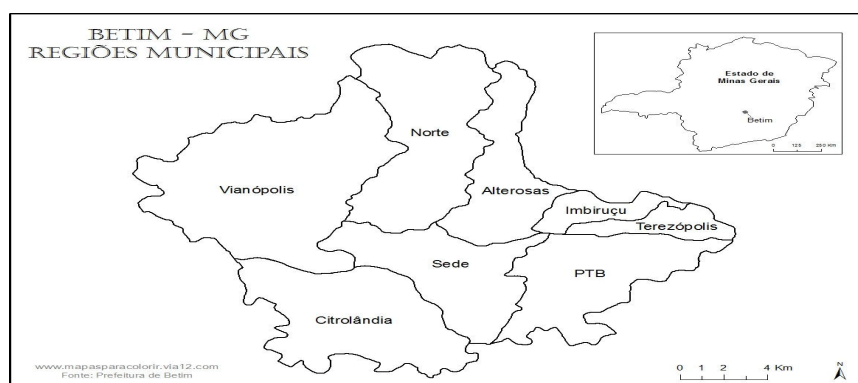 BETIM - MG
REGIÕES MUNICIPAIS
Estado de
Minas Gerais
Betim
0 125 250 km
Norte
Vianópolis
Alterosas
Imbiruçu
Terezópolis
Sede
PTB
Citrolândia
www.mapasparacolorir.via12.com
Fonte: Prefeitura de Betim
0 1 2 4 Km
N